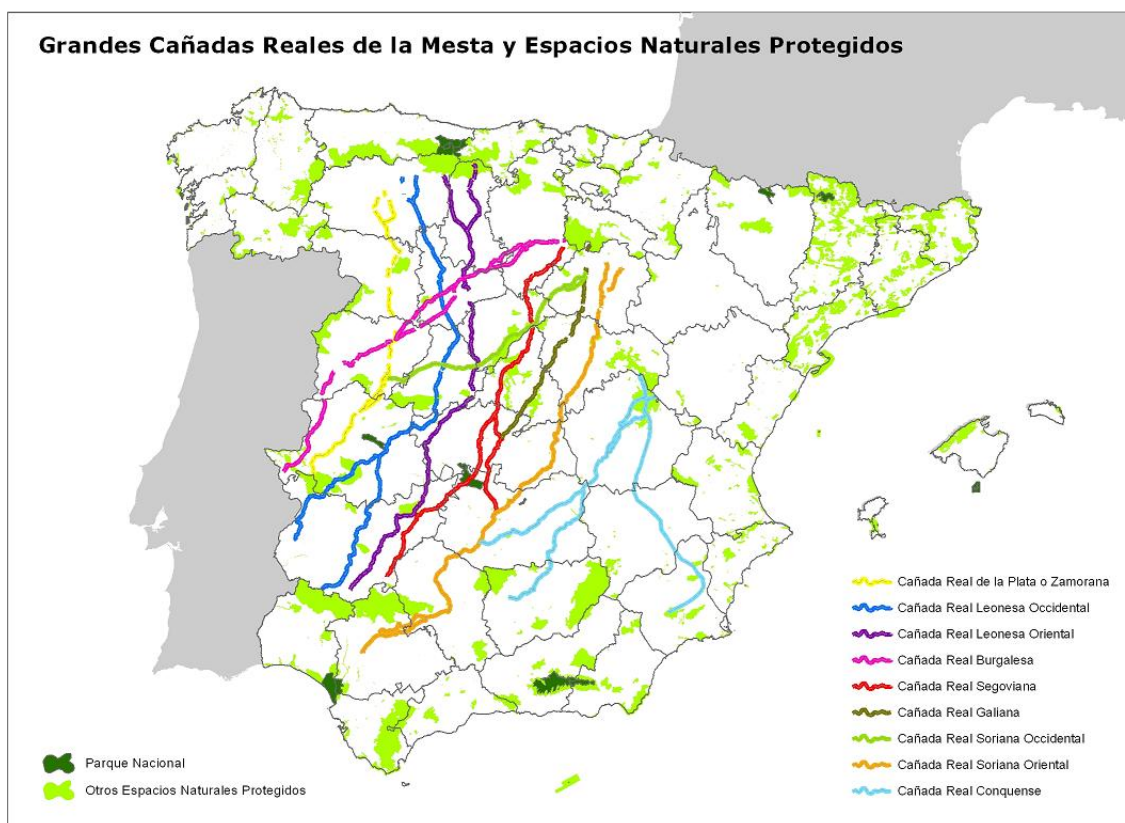 Grandes Cañadas Reales de la Mesta y Espacios Naturales Protegidos
Cañada Real de la Plata o Zamorana
Cañada Real Leonesa Occidental
Cañada Real Leonesa Oriental
Cañada Real Burgalesa
Cañada Real Segoviana
Cañada Real Galiana
Cañada Real Soriana Occidental
Cañada Real Soriana Oriental
Cañada Real Conquense
Parque Nacional
Otros Espacios Naturales Protegidos